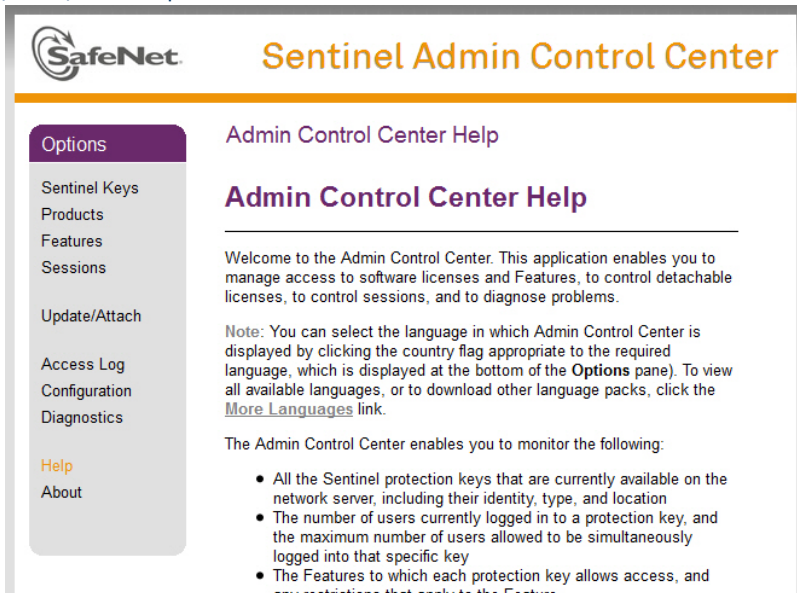 SafeNet.
Sentinel Admin Control Center
Options
Sentinel Keys
Products
Features
Sessions
Update/Attach
Access Log
Configuration
Diagnostics
Help
About
Admin Control Center Help
Admin Control Center Help
Welcome to the Admin Control Center. This application enables you to
manage access to software licenses and Features, to control detachable
licenses, to control sessions, and to diagnose problems.
Note: You can select the language in which Admin Control Center is
displayed by clicking the country flag appropriate to the required
language, which is displayed at the bottom of the Options pane). To view
all available languages, or to download other language packs, click the
More Languages link.
The Admin Control Center enables you to monitor the following:
● All the Sentinel protection keys that are currently available on the
network server, including their identity, type, and location
● The number of users currently logged in to a protection key, and
the maximum number of users allowed to be simultaneously
logged into that specific key
● The Features to which each protection key allows access, and
any restrictions that apply to the Feature